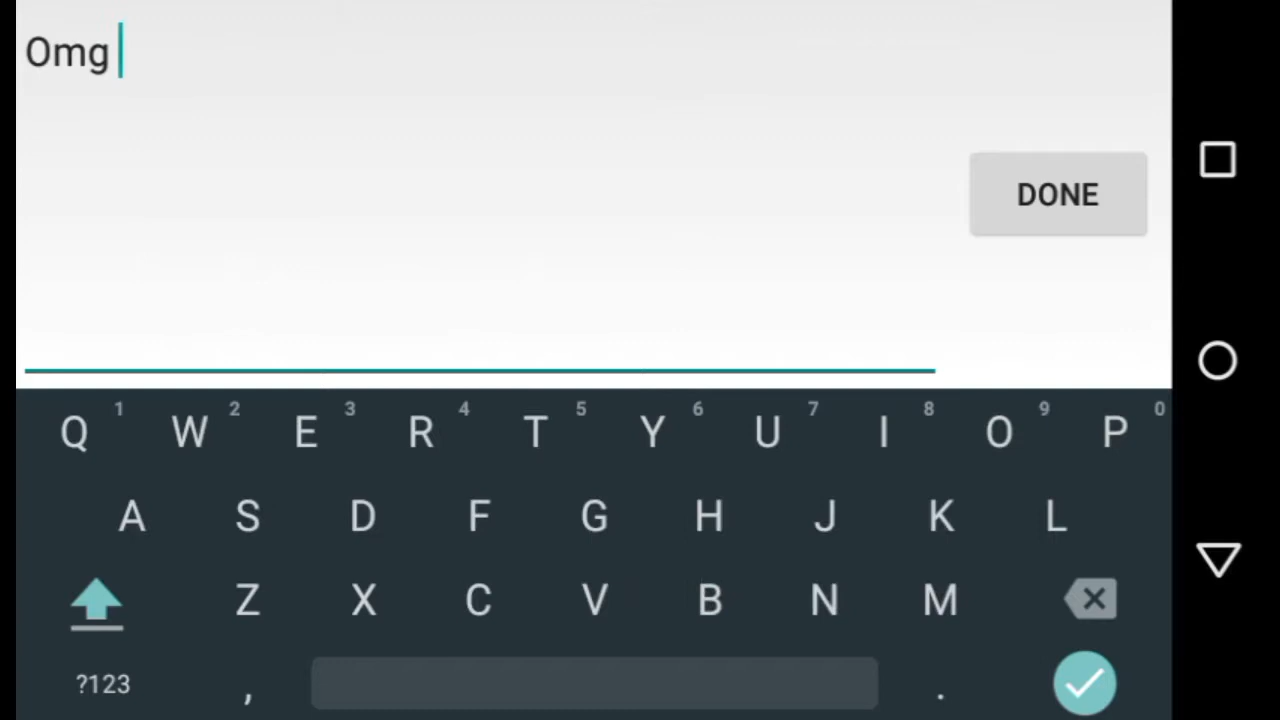 Omg
DONE
Q 1 W 2 E 3 R 4 T 5 Y 6 U 7 I 8 O 9 P 0
A S D F G H J K L
Z X C V B N M
?123 , .